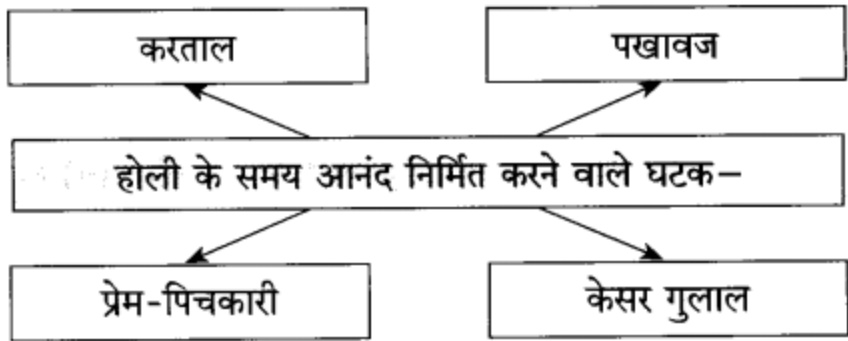 करताल
पखावज
होली के समय आनंद निर्मित करने वाले घटक–
प्रेम-पिचकारी
केसर गुलाल